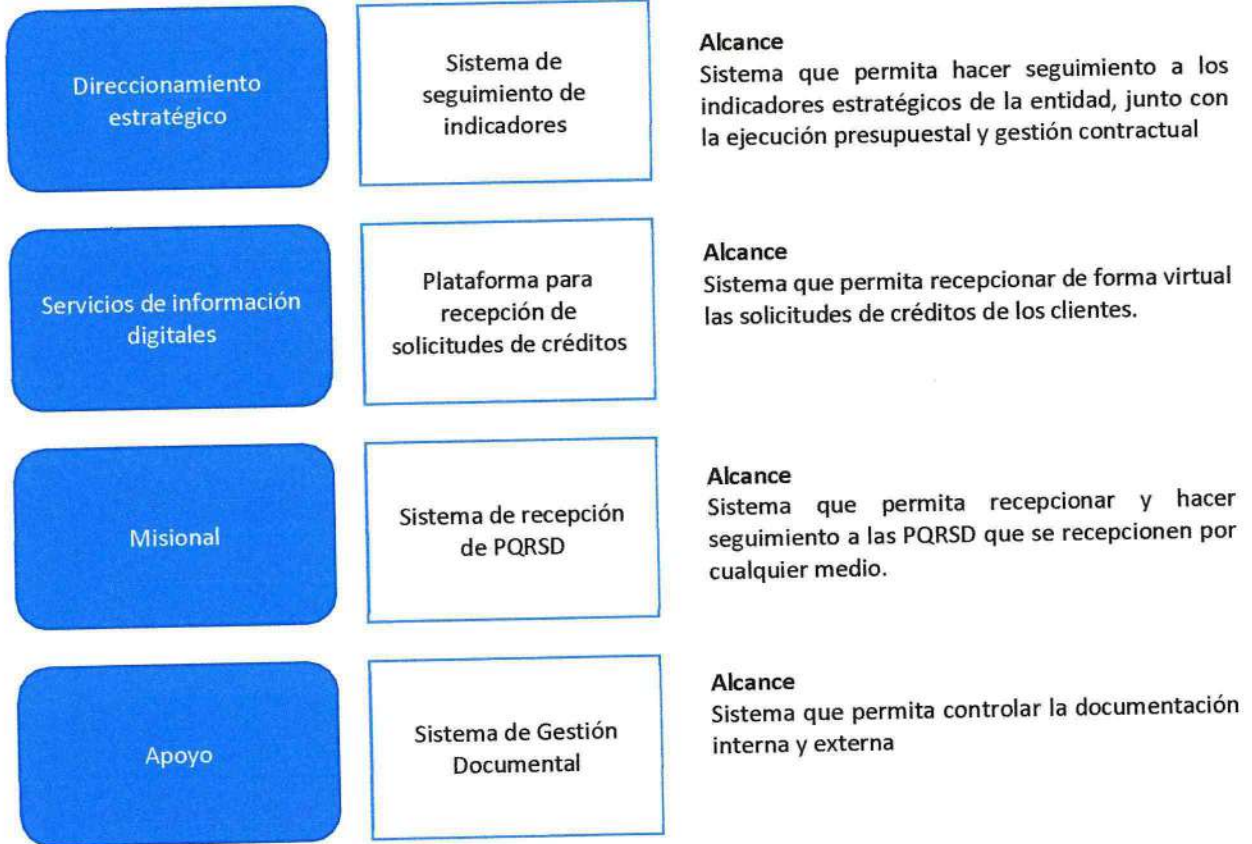 Direccionamiento
estratégico
Sistema de
seguimiento de
indicadores
Alcance
Sistema que permita hacer seguimiento a los
indicadores estratégicos de la entidad, junto con
la ejecución presupuestal y gestión contractual
Servicios de información
digitales
Plataforma para
recepción de
solicitudes de créditos
Alcance
Sistema que permita recepcionar de forma virtual
las solicitudes de créditos de los clientes.
Misional
Sistema de recepción
de PQRSD
Alcance
Sistema que permita recepcionar y hacer
seguimiento a las PQRSD que se recepcionen por
cualquier medio.
Apoyo
Sistema de Gestión
Documental
Alcance
Sistema que permita controlar la documentación
interna y externa